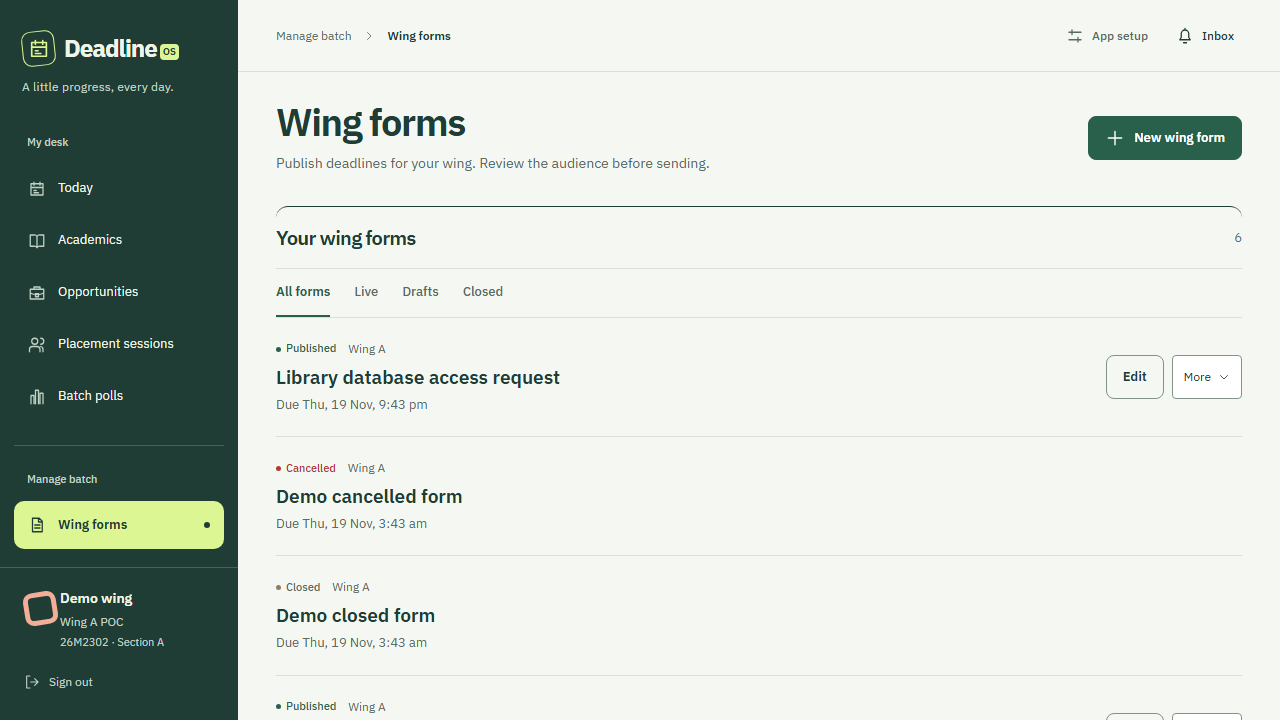 Deadline OS
A little progress, every day.
My desk
Today
Academics
Opportunities
Placement sessions
Batch polls
Manage batch
Wing forms
Demo wing
Wing A POC
26M2302 · Section A
Sign out
Manage batch > Wing forms
App setup
Inbox
Wing forms
Publish deadlines for your wing. Review the audience before sending.
New wing form
Your wing forms
6
All forms Live Drafts Closed
Published Wing A
Library database access request
Due Thu, 19 Nov, 9:43 pm
Edit
More
Cancelled Wing A
Demo cancelled form
Due Thu, 19 Nov, 3:43 am
Closed Wing A
Demo closed form
Due Thu, 19 Nov, 3:43 am
Published Wing A